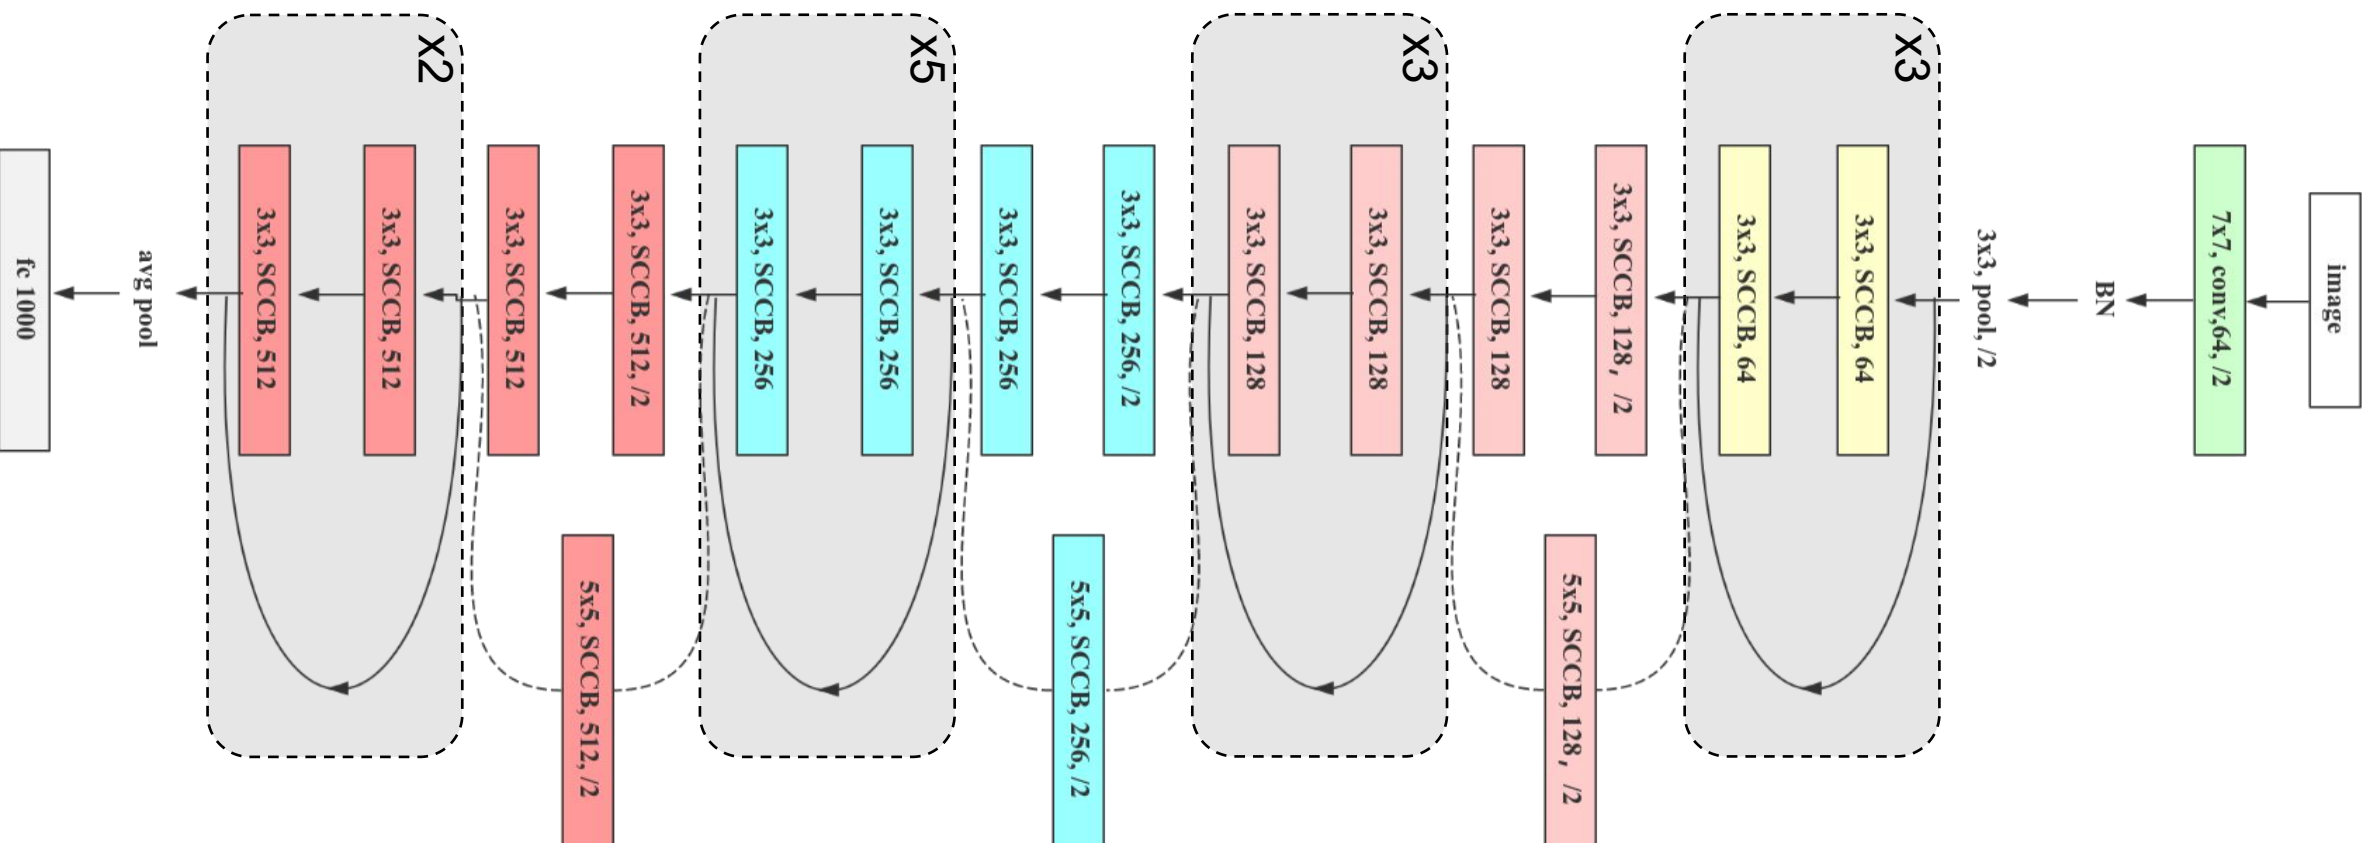 image
7x7, conv,64, /2
BN
3x3, pool, /2
x3
3x3, SCCB, 64
3x3, SCCB, 64
3x3, SCCB, 128, /2
3x3, SCCB, 128
5x5, SCCB, 128, /2
x3
3x3, SCCB, 128
3x3, SCCB, 128
3x3, SCCB, 256, /2
3x3, SCCB, 256
5x5, SCCB, 256, /2
x5
3x3, SCCB, 256
3x3, SCCB, 256
3x3, SCCB, 512, /2
3x3, SCCB, 512
5x5, SCCB, 512, /2
x2
3x3, SCCB, 512
3x3, SCCB, 512
avg pool
fc 1000